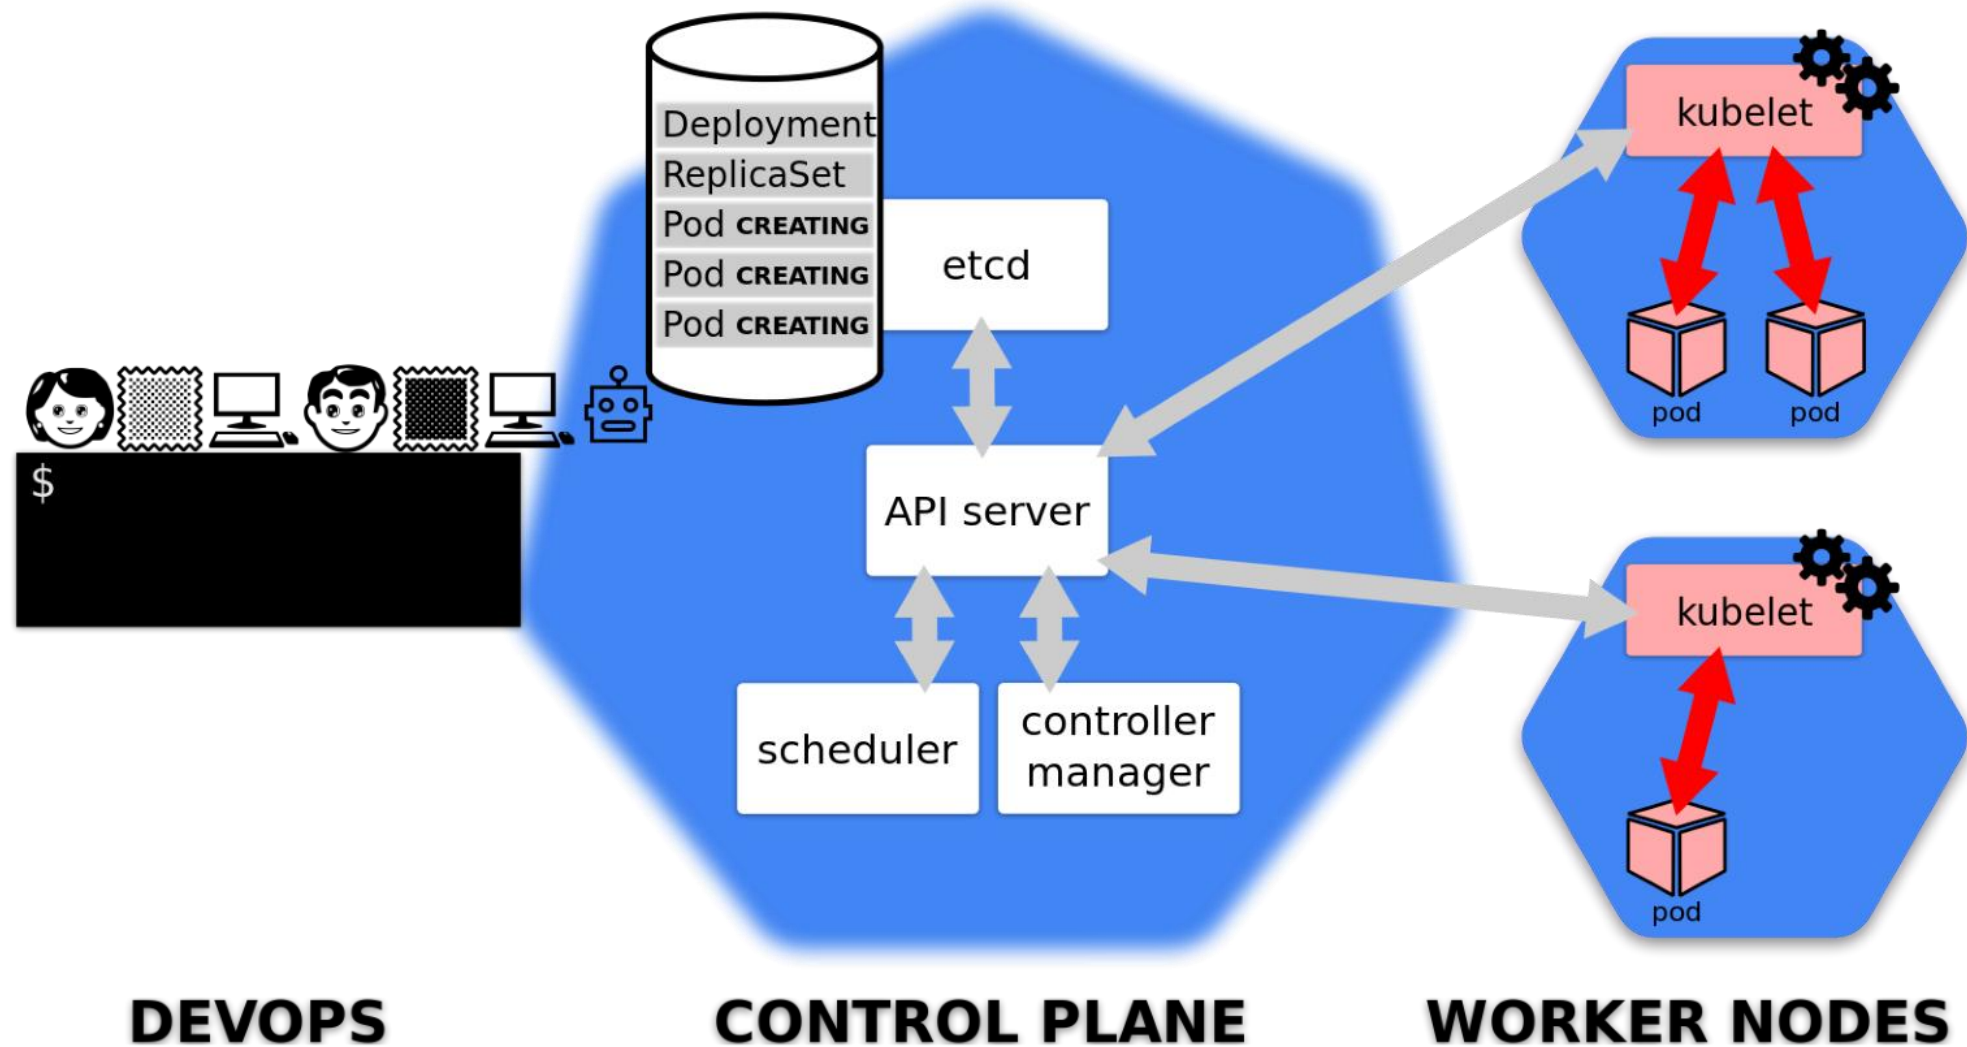 Deployment
ReplicaSet
Pod CREATING
Pod CREATING
Pod CREATING
etcd
$
API server
scheduler
controller
manager
kubelet
pod pod
kubelet
pod
DEVOPS
CONTROL PLANE
WORKER NODES